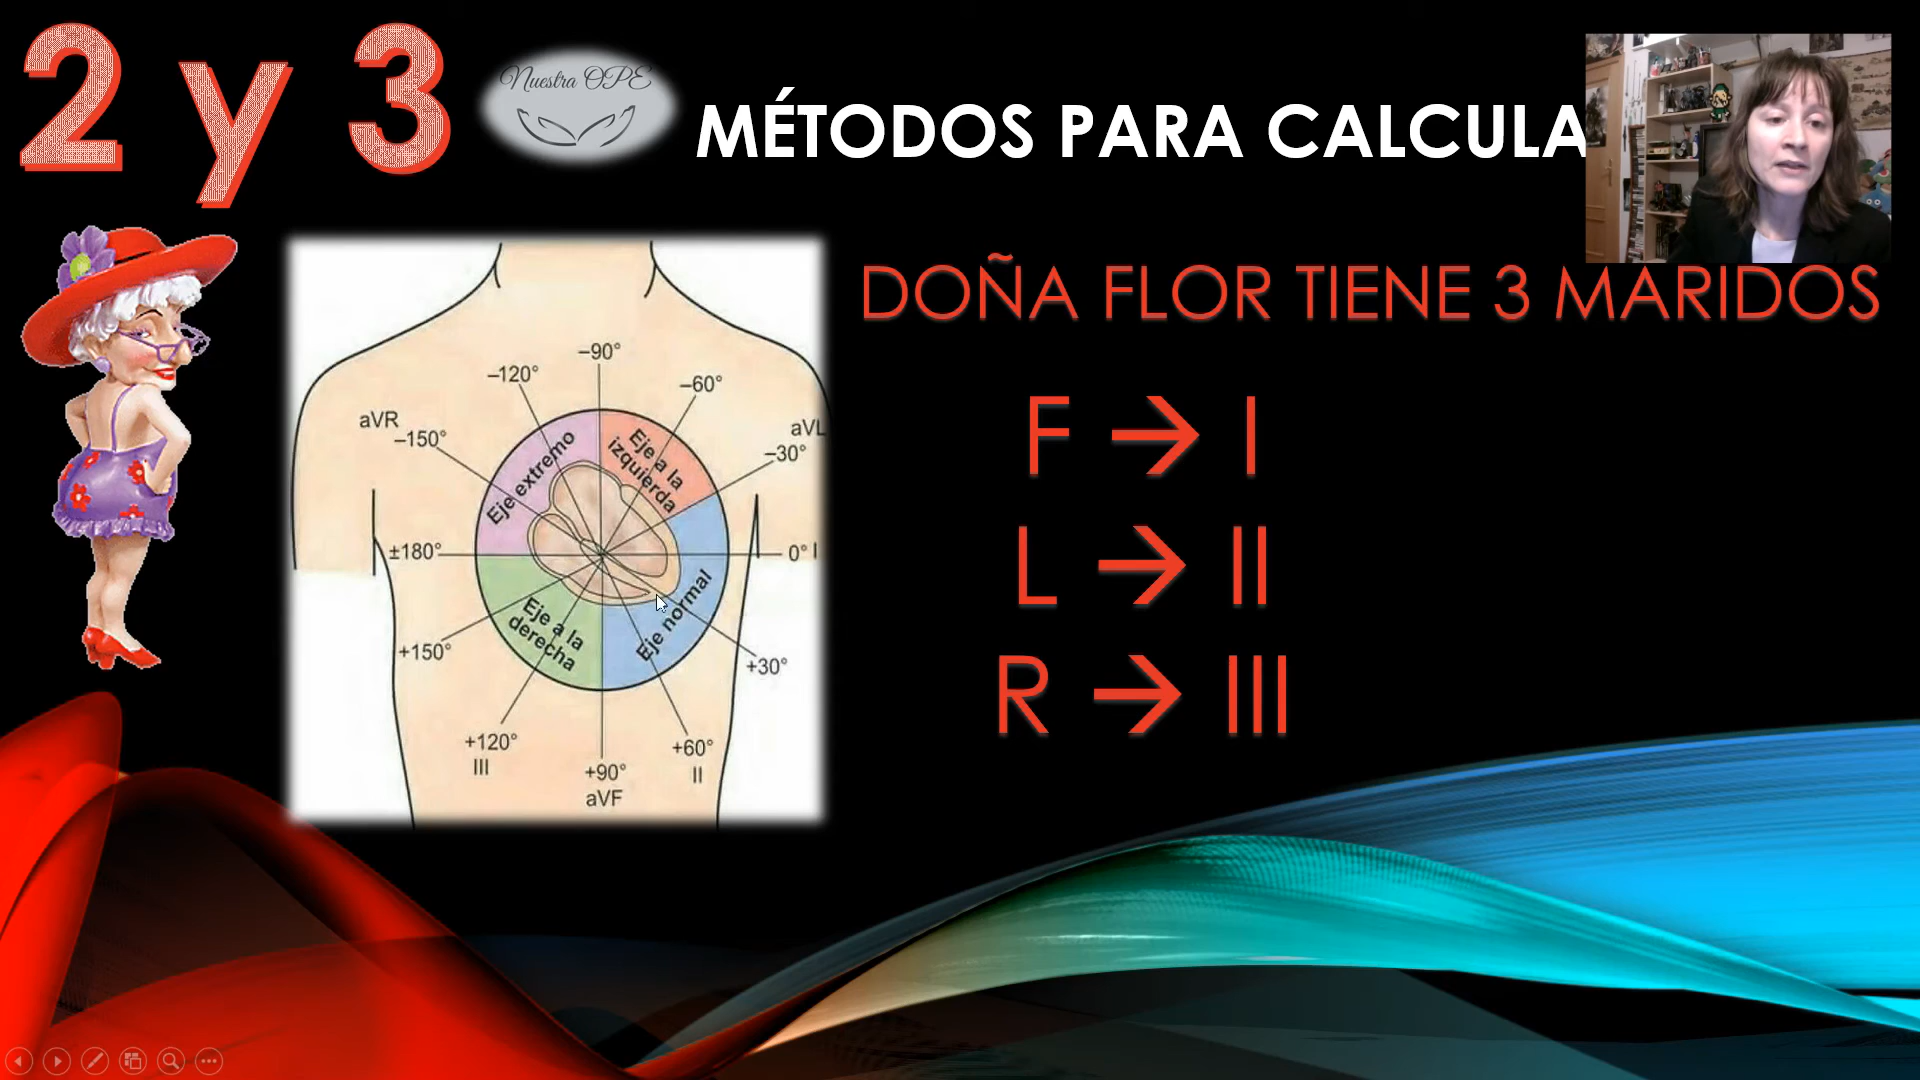 2 y 3
Nuestra OPE
MÉTODOS PARA CALCULA
DOÑA FLOR TIENE 3 MARIDOS
F → I
L → II
R → III
–90°
–120°
–60°
aVR
–150°
aVL
–30°
Eje extremo
Eje a la
izquierda
±180°
0° I
Eje a la
derecha
Eje normal
+150°
+30°
+120°
III
+60°
II
+90°
aVF